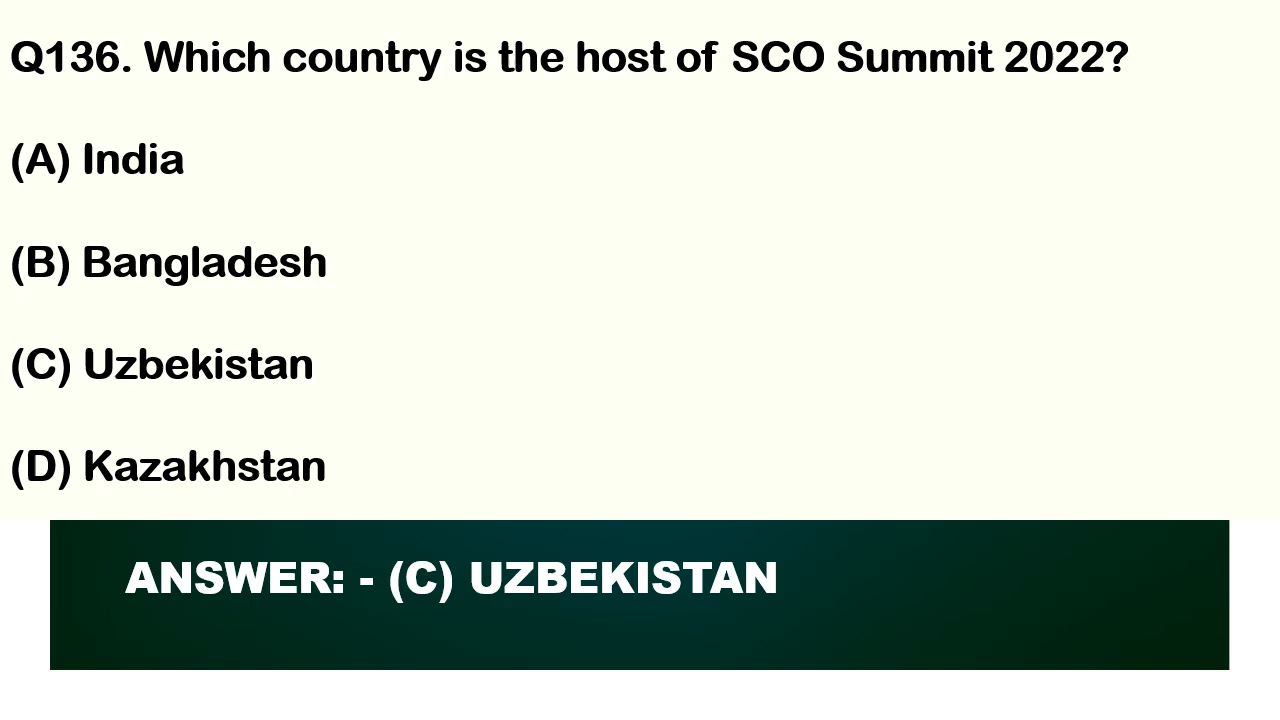 Q136. Which country is the host of SCO Summit 2022?
(A) India
(B) Bangladesh
(C) Uzbekistan
(D) Kazakhstan
ANSWER: - (C) UZBEKISTAN